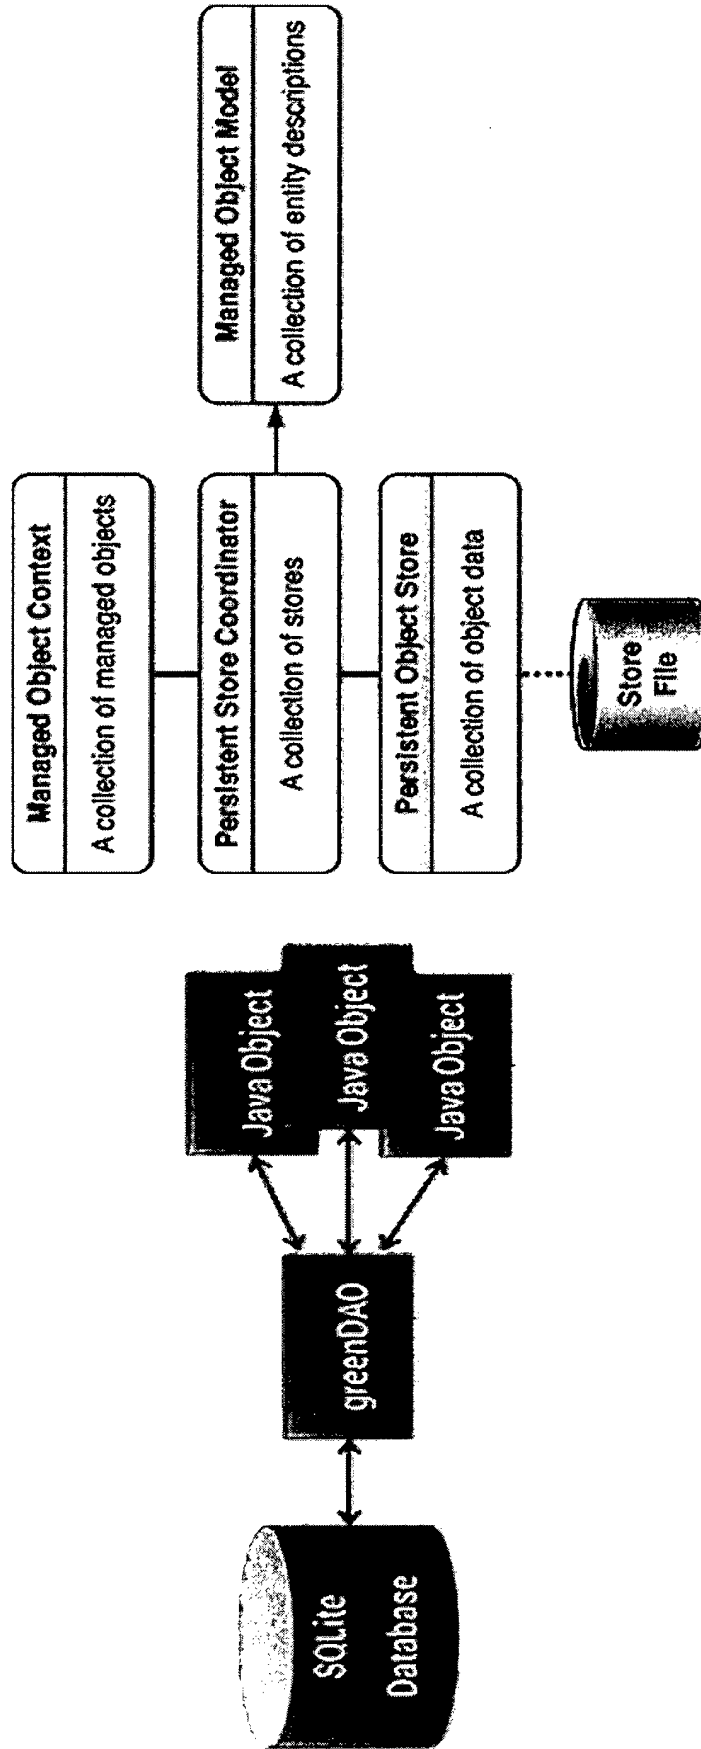 SQLite
Database
greenDAO
Java Object
Java Object
Java Object
Managed Object Context
A collection of managed objects
Persistent Store Coordinator
A collection of stores
Persistent Object Store
A collection of object data
Store
File
Managed Object Model
A collection of entity descriptions